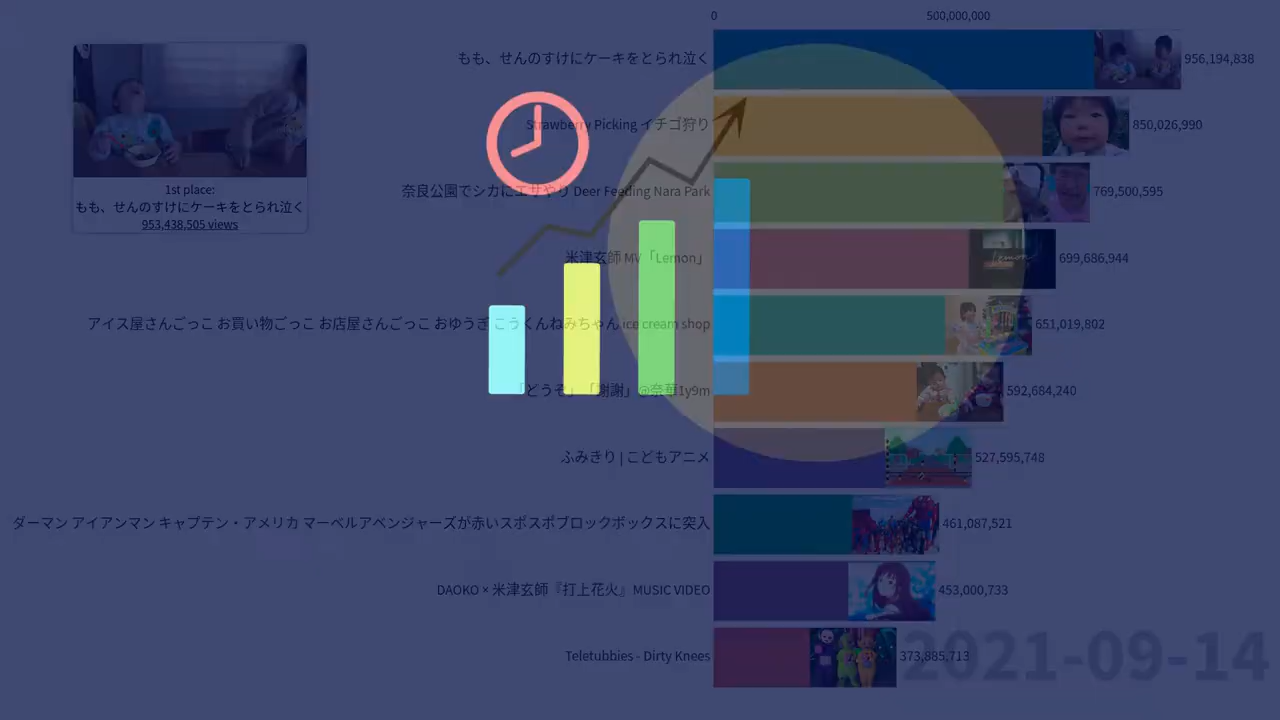 0
500,000,000
もも、せんのすけにケーキをとられ泣く
956,194,838
1st place:
もも、せんのすけにケーキをとられ泣く
953,438,505 views
Strawberry Picking イチゴ狩り
850,026,990
奈良公園でシカにエサやり Deer Feeding Nara Park
769,500,595
米津玄師 MV「Lemon」
Lemon
699,686,944
アイス屋さんごっこ お買い物ごっこ お店屋さんごっこ おゆうぎ こうくんねみちゃん ice cream shop
651,019,802
「どうぞ」「謝謝」@奈華1y9m
592,684,240
ふみきり | こどもアニメ
527,595,748
ダーマン アイアンマン キャプテン・アメリカ マーベルアベンジャーズが赤いスポスポブロックボックスに突入
461,087,521
DAOKO × 米津玄師『打上花火』MUSIC VIDEO
453,000,733
Teletubbies - Dirty Knees
373,885,713
2021-09-14